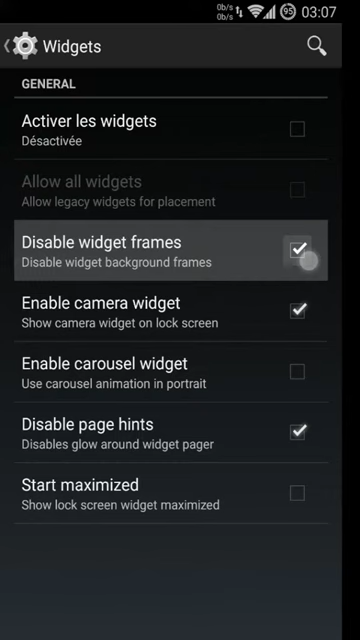 0b/s
0b/s
95
03:07
Widgets
GENERAL
Activer les widgets
Désactivée
Allow all widgets
Allow legacy widgets for placement
Disable widget frames
Disable widget background frames
Enable camera widget
Show camera widget on lock screen
Enable carousel widget
Use carousel animation in portrait
Disable page hints
Disables glow around widget pager
Start maximized
Show lock screen widget maximized